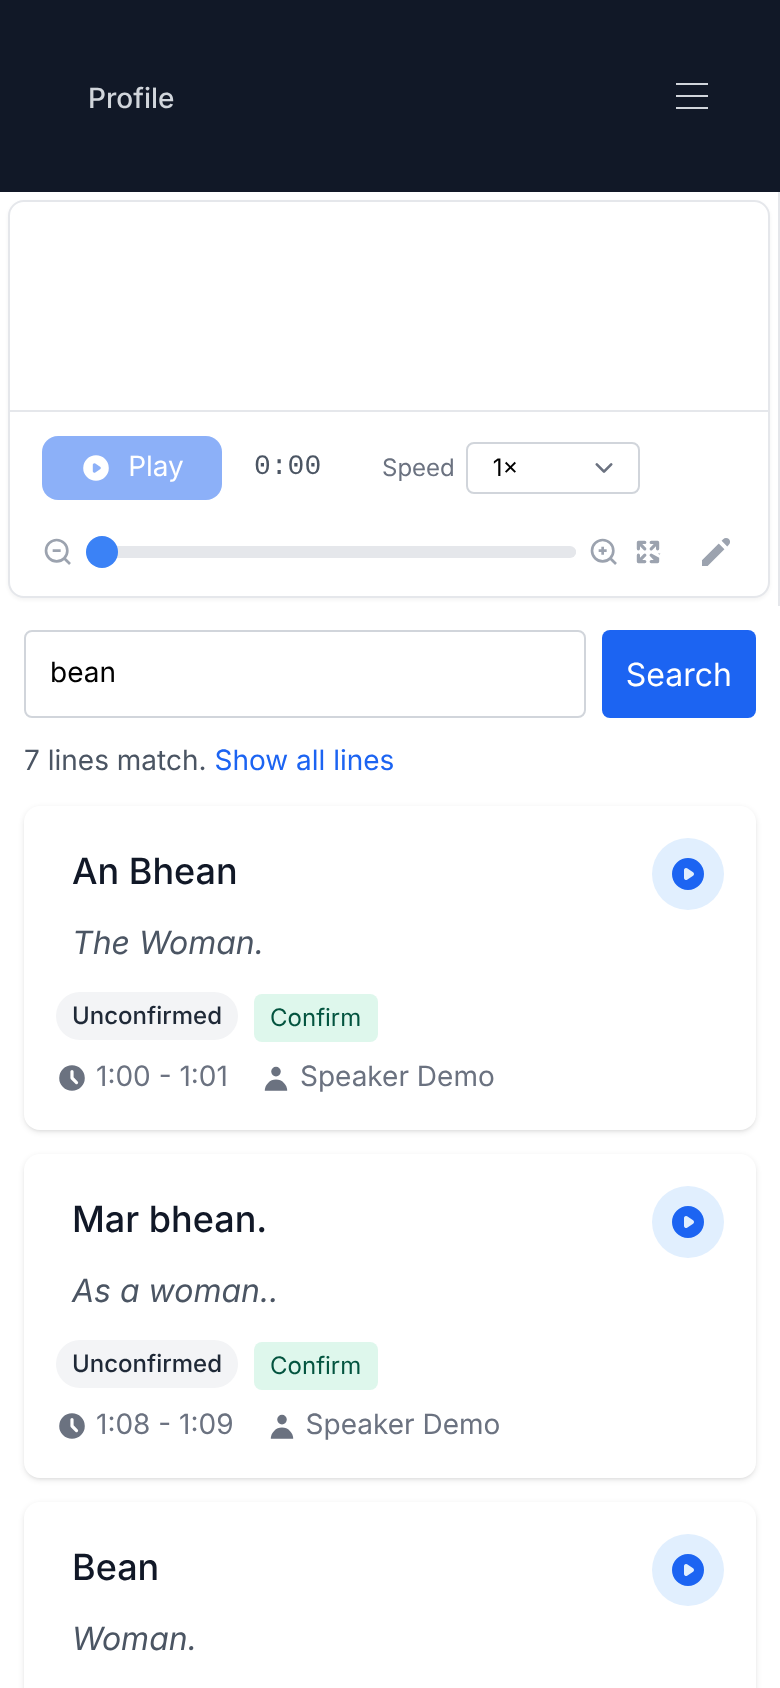 Profile
Play 0:00 Speed 1×
bean Search
7 lines match. Show all lines
An Bhean
The Woman.
Unconfirmed Confirm
1:00 - 1:01 Speaker Demo
Mar bhean.
As a woman..
Unconfirmed Confirm
1:08 - 1:09 Speaker Demo
Bean
Woman.